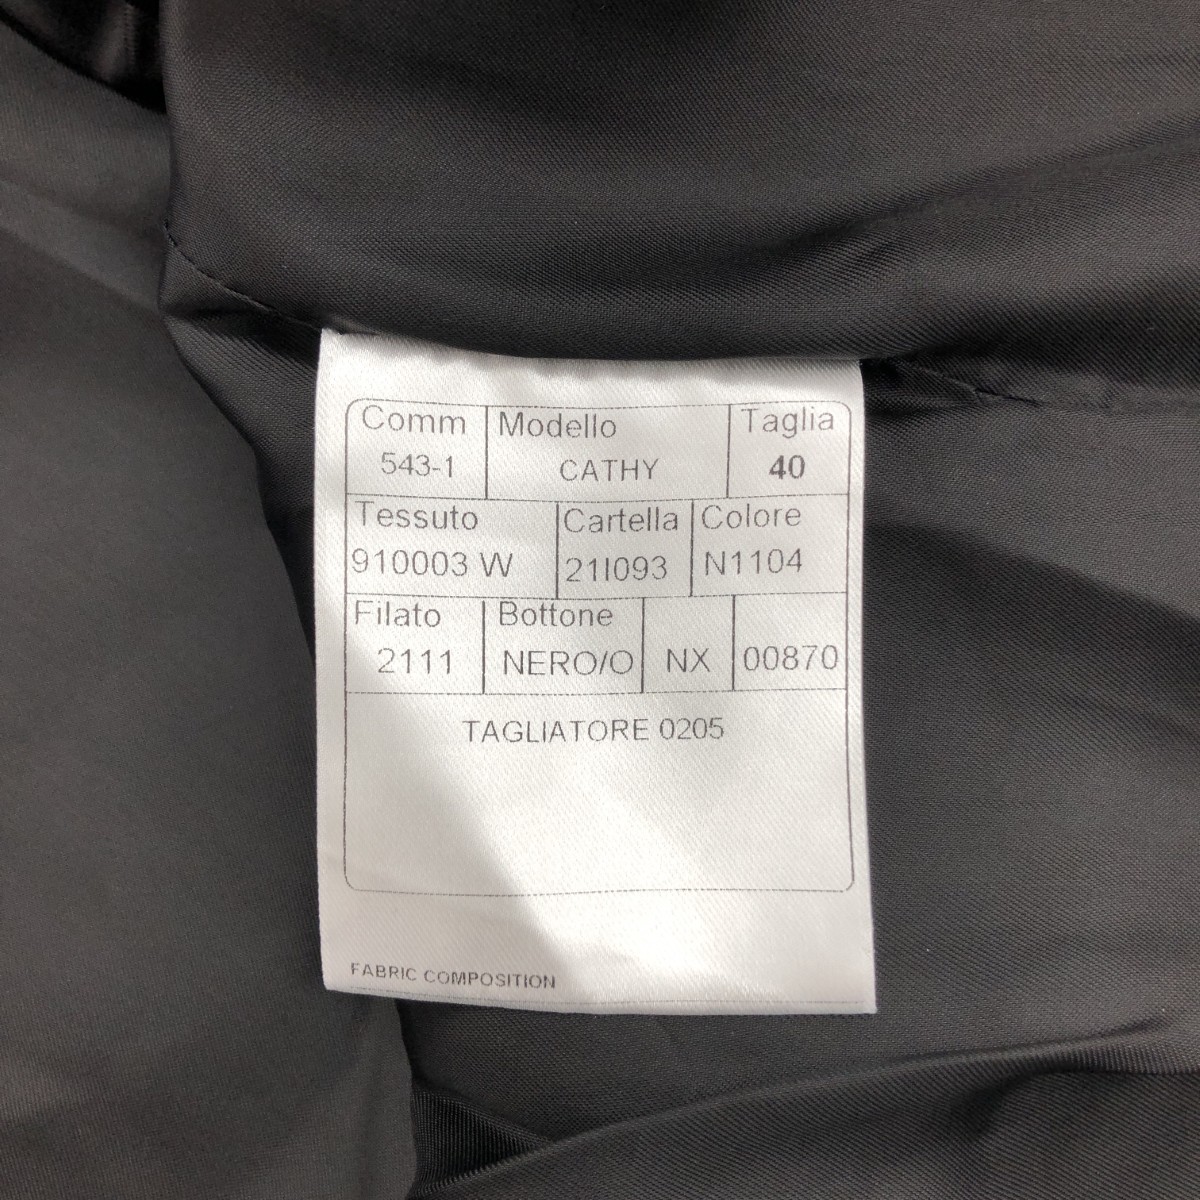 Comm Modello Taglia
543-1 CATHY 40
Tessuto Cartella Colore
910003 W 21I093 N1104
Filato Bottone
2111 NERO/O NX 00870
TAGLIATORE 0205
FABRIC COMPOSITION